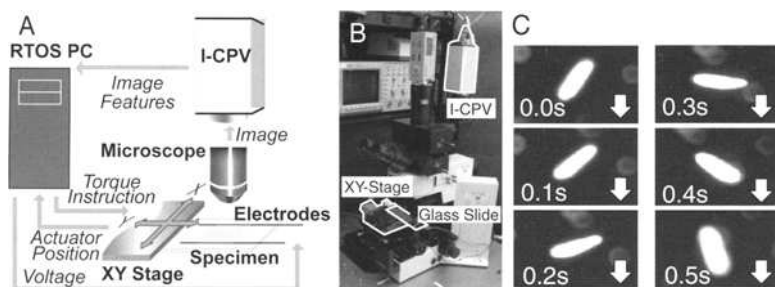 A
RTOS PC
I-CPV
Image
Features
Image
Microscope
Torque
Instruction
X
Y
Electrodes
Actuator
Position
Specimen
XY Stage
Voltage
B
I-CPV
XY-Stage
Glass Slide
C
0.0s
0.3s
0.1s
0.4s
0.2s
0.5s